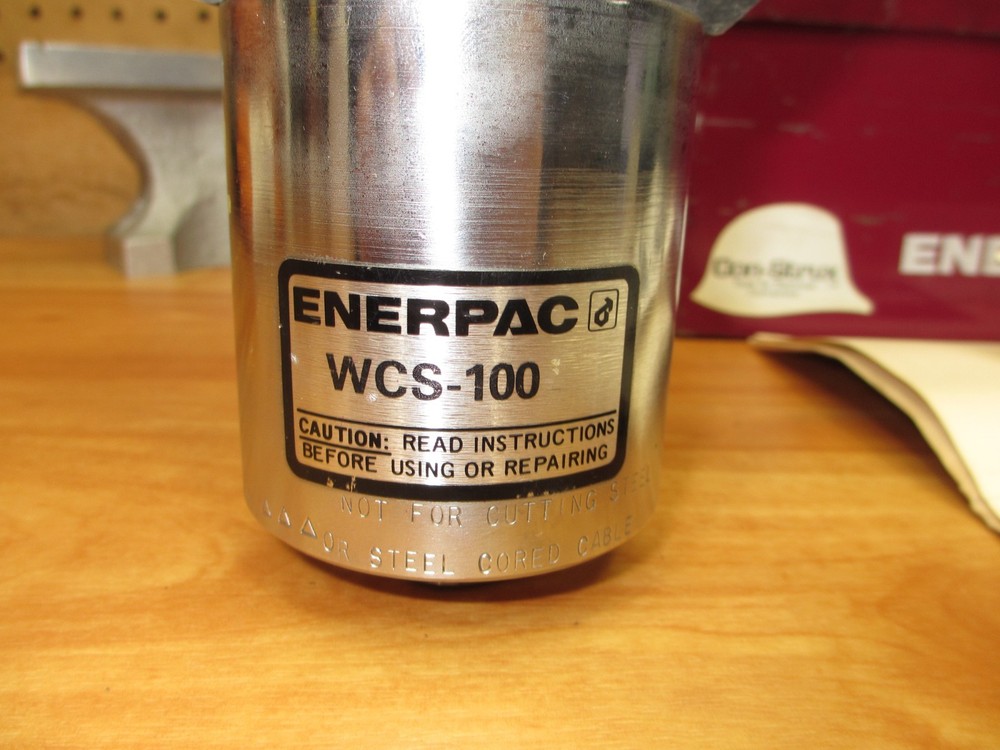 ENERPAC
WCS-100
CAUTION: READ INSTRUCTIONS
BEFORE USING OR REPAIRING
NOT FOR CUTTING STEEL
OR STEEL CORED CABLE
ENE